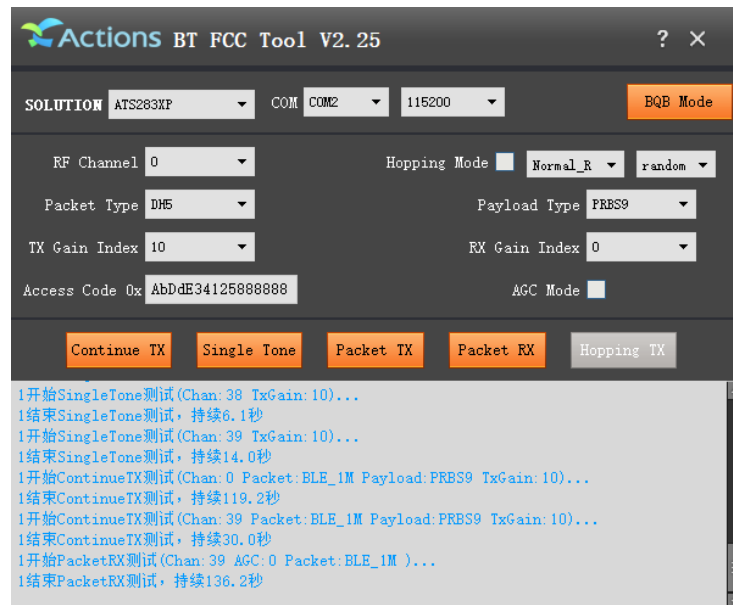 Actions BT FCC Tool V2.25 ? ×
SOLUTION ATS283XP COM COM2 115200 BQB Mode
RF Channel 0 Hopping Mode Normal_R random
Packet Type DH5 Payload Type PRBS9
TX Gain Index 10 RX Gain Index 0
Access Code 0x AbDdE34125888888 AGC Mode
Continue TX Single Tone Packet TX Packet RX Hopping TX
1开始SingleTone测试(Chan:38 TxGain:10)...
1结束SingleTone测试，持续6.1秒
1开始SingleTone测试(Chan:39 TxGain:10)...
1结束SingleTone测试，持续14.0秒
1开始ContinueTX测试(Chan:0 Packet:BLE_1M Payload:PRBS9 TxGain:10)...
1结束ContinueTX测试，持续119.2秒
1开始ContinueTX测试(Chan:39 Packet:BLE_1M Payload:PRBS9 TxGain:10)...
1结束ContinueTX测试，持续30.0秒
1开始PacketRX测试(Chan:39 AGC:0 Packet:BLE_1M )...
1结束PacketRX测试，持续136.2秒